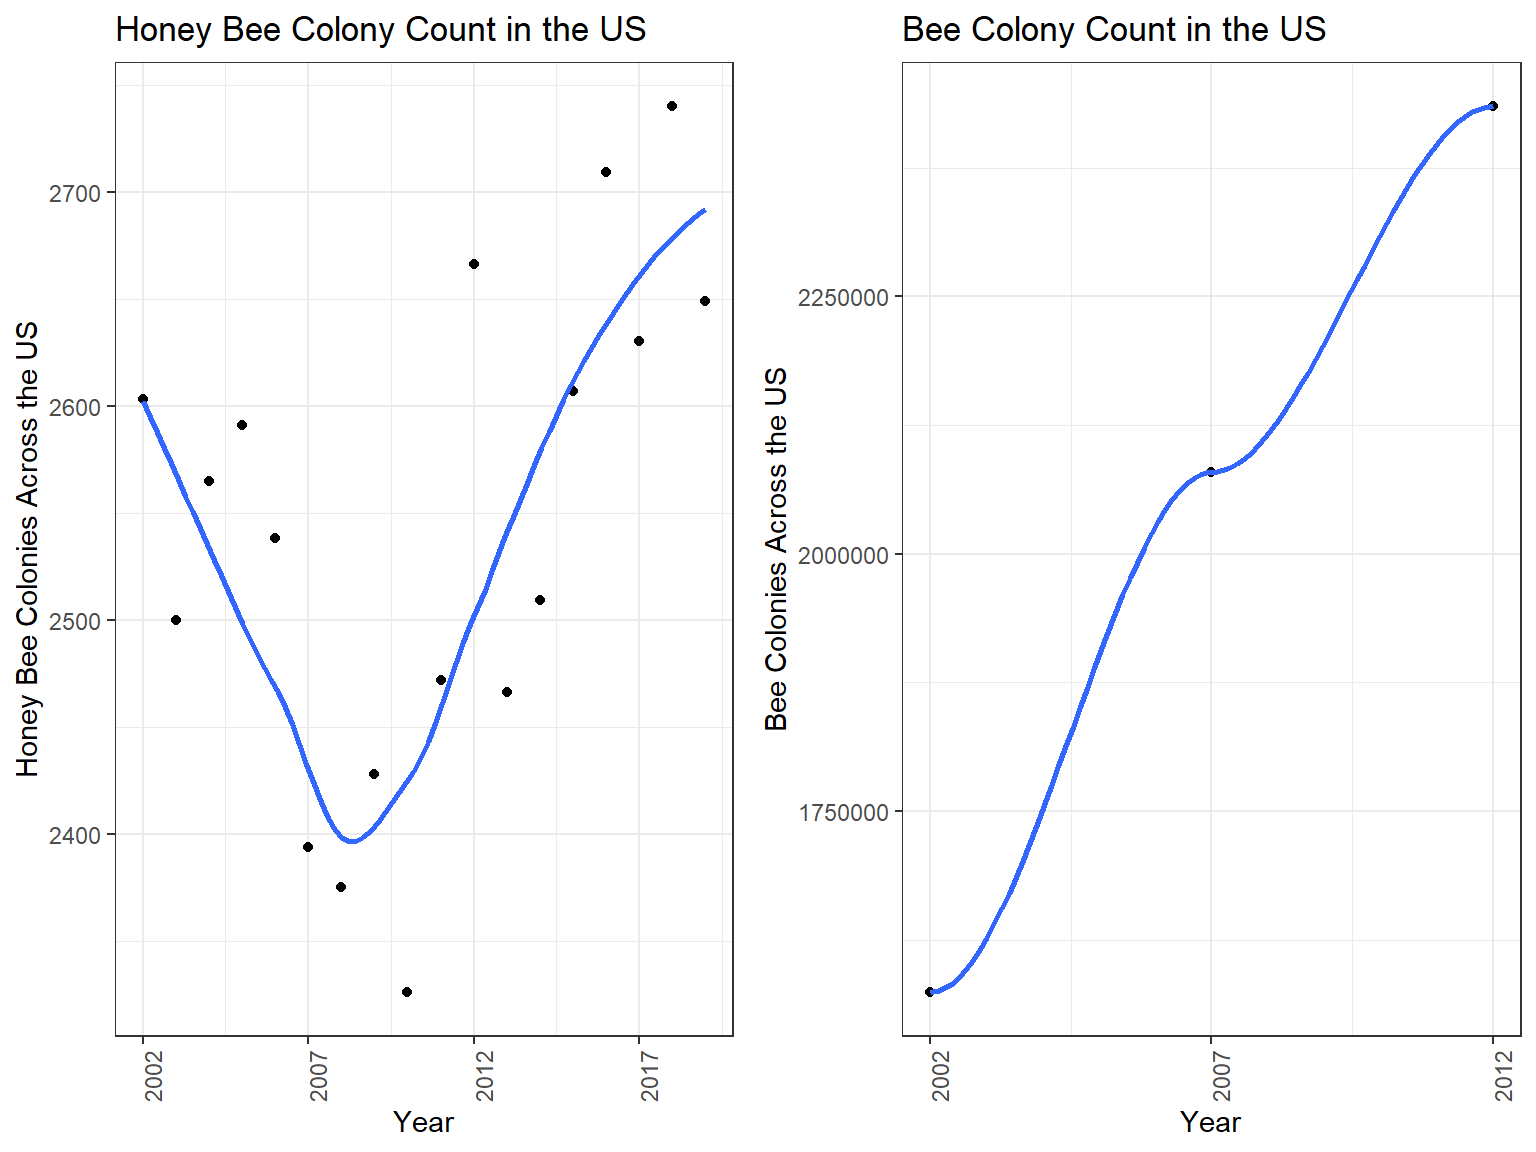 Honey Bee Colony Count in the US
Honey Bee Colonies Across the US
2700
2600
2500
2400
2002
2007
2012
2017
Year
Bee Colony Count in the US
Bee Colonies Across the US
2250000
2000000
1750000
2002
2007
2012
Year